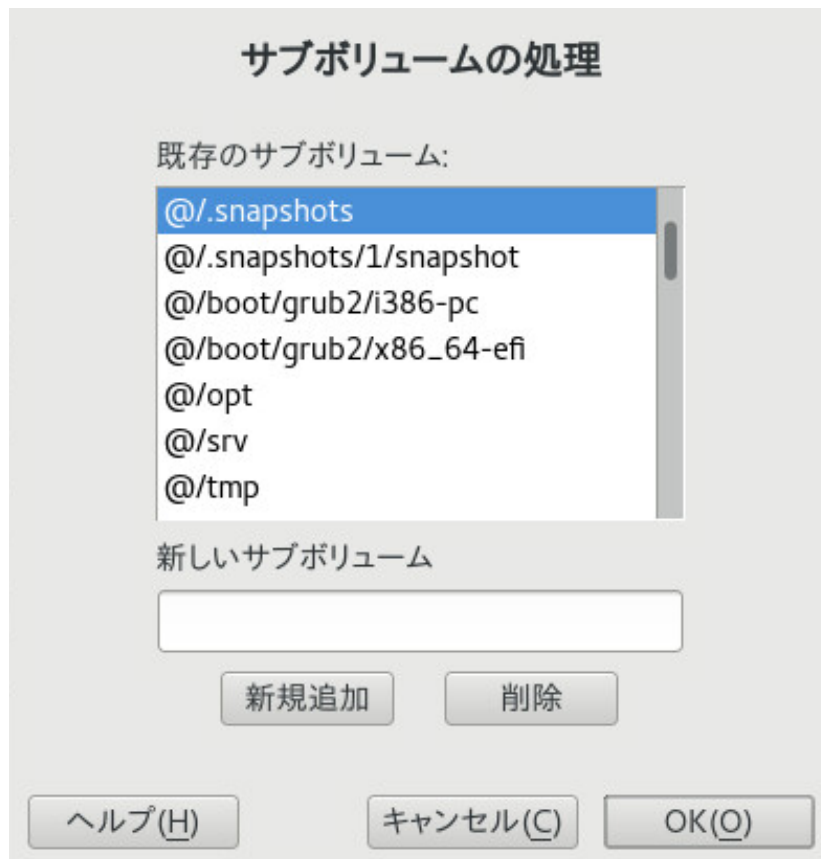 サブボリュームの処理
既存のサブボリューム:
@/.snapshots
@/.snapshots/1/snapshot
@/boot/grub2/i386-pc
@/boot/grub2/x86_64-efi
@/opt
@/srv
@/tmp
新しいサブボリューム
新規追加 削除
ヘルプ(H) キャンセル(C) OK(O)